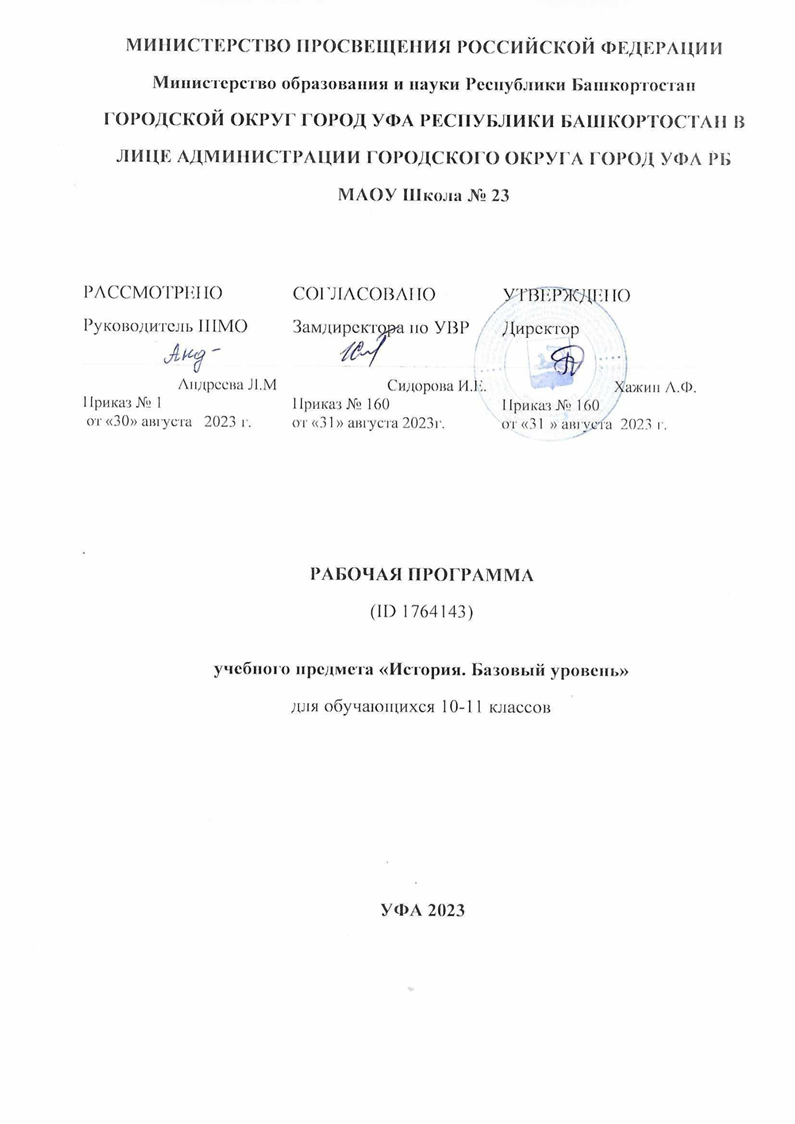 МИНИСТЕРСТВО ПРОСВЕЩЕНИЯ РОССИЙСКОЙ ФЕДЕРАЦИИ
Министерство образования и науки Республики Башкортостан
ГОРОДСКОЙ ОКРУГ ГОРОД УФА РЕСПУБЛИКИ БАШКОРТОСТАН В
ЛИЦЕ АДМИНИСТРАЦИИ ГОРОДСКОГО ОКРУГА ГОРОД УФА РБ
МАОУ Школа № 23
РАССМОТРЕНО
Руководитель ШМО
Андреева Л.М
Приказ № 1
от «30» августа 2023 г.
СОГЛАСОВАНО
Замдиректора по УВР
Сидорова И.Е.
Приказ № 160
от «31» августа 2023г.
УТВЕРЖДЕНО
Директор
Хажин А.Ф.
Приказ № 160
от «31 » августа 2023 г.
РАБОЧАЯ ПРОГРАММА
(ID 1764143)
учебного предмета «История. Базовый уровень»
для обучающихся 10-11 классов
УФА 2023